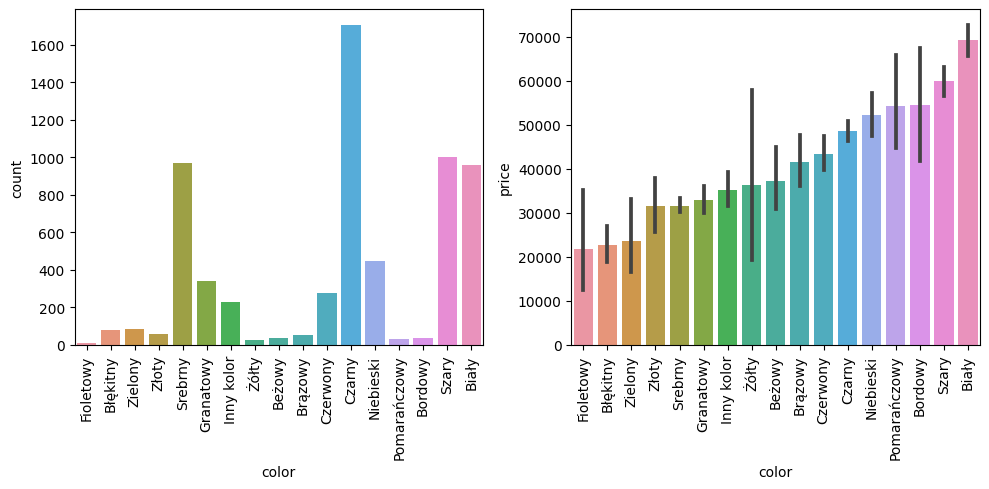 count
1600
1400
1200
1000
800
600
400
200
0
Fioletowy
Błękitny
Zielony
Złoty
Srebrny
Granatowy
Inny kolor
Żółty
Beżowy
Brązowy
Czerwony
Czarny
Niebieski
Pomarańczowy
Bordowy
Szary
Biały
color
price
70000
60000
50000
40000
30000
20000
10000
0
Fioletowy
Błękitny
Zielony
Złoty
Srebrny
Granatowy
Inny kolor
Żółty
Beżowy
Brązowy
Czerwony
Czarny
Niebieski
Pomarańczowy
Bordowy
Szary
Biały
color